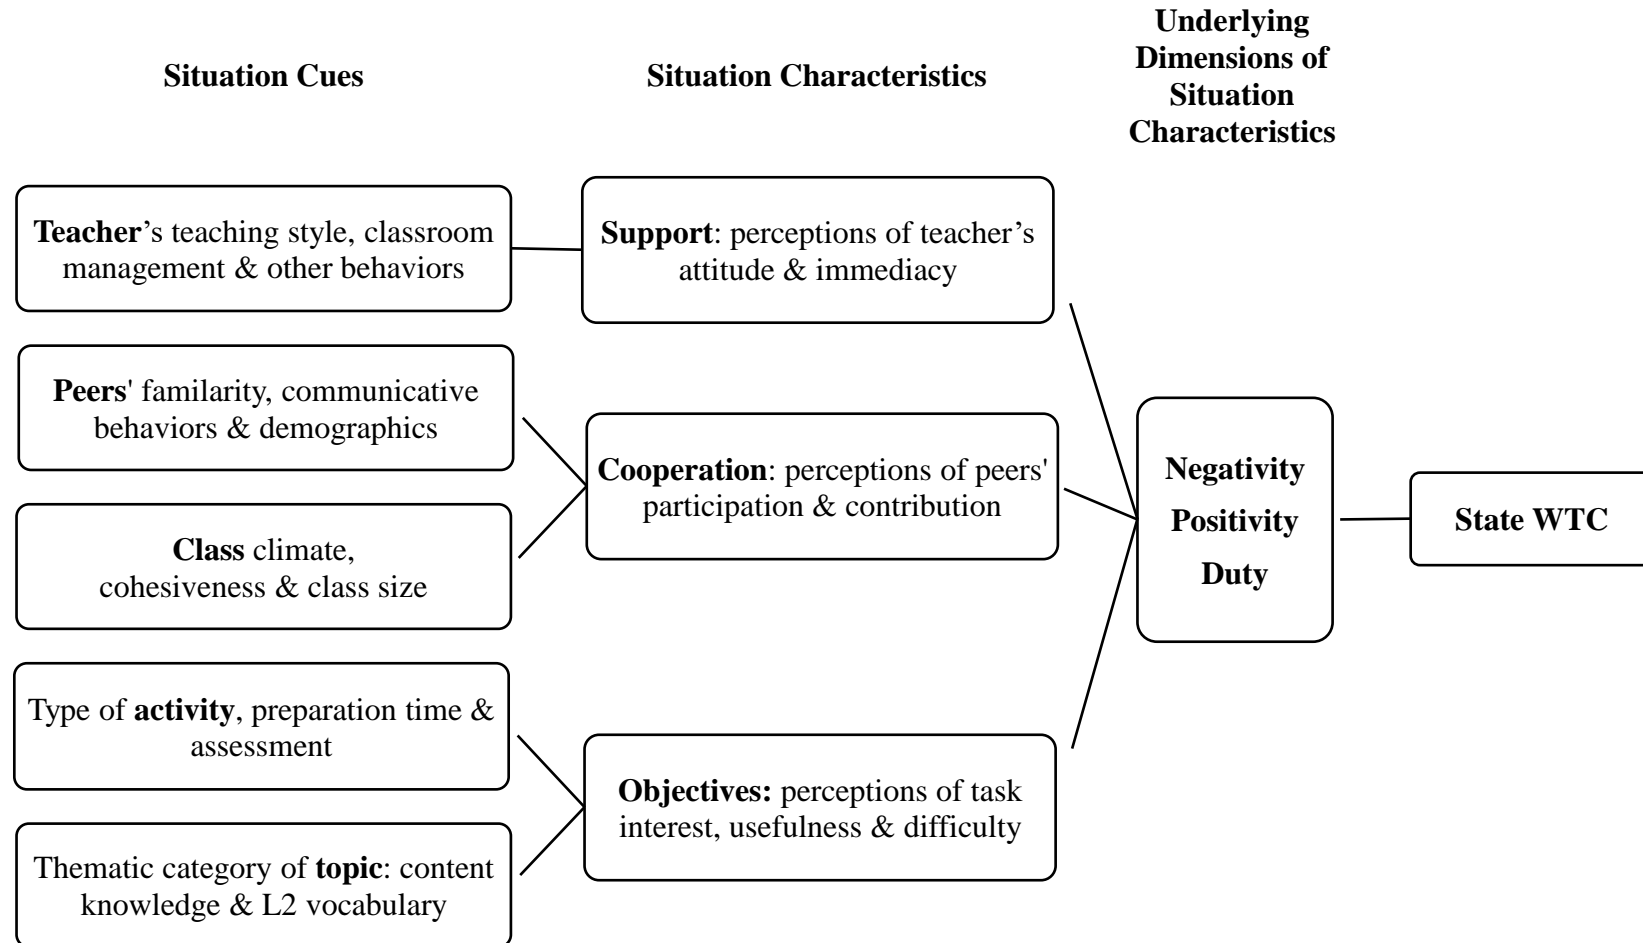 Situation Cues
Situation Characteristics
Underlying
Dimensions of
Situation
Characteristics
Teacher’s teaching style, classroom
management & other behaviors
Support: perceptions of teacher’s
attitude & immediacy
Peers' familarity, communicative
behaviors & demographics
Class climate,
cohesiveness & class size
Cooperation: perceptions of peers'
participation & contribution
Type of activity, preparation time &
assessment
Thematic category of topic: content
knowledge & L2 vocabulary
Objectives: perceptions of task
interest, usefulness & difficulty
Negativity
Positivity
Duty
State WTC